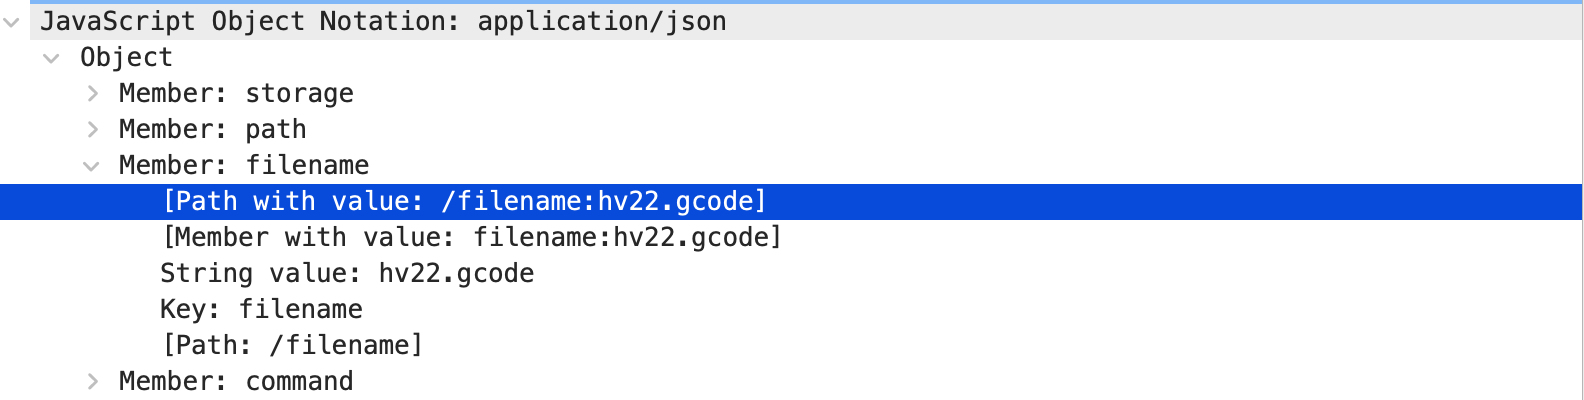 JavaScript Object Notation: application/json
Object
Member: storage
Member: path
Member: filename
[Path with value: /filename:hv22.gcode]
[Member with value: filename:hv22.gcode]
String value: hv22.gcode
Key: filename
[Path: /filename]
Member: command